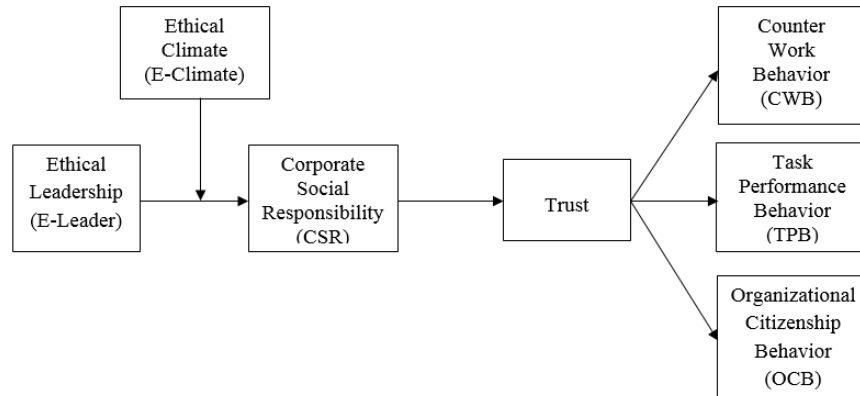 Ethical
Climate
(E-Climate)
Ethical
Leadership
(E-Leader)
Corporate
Social
Responsibility
(CSR)
Trust
Counter
Work
Behavior
(CWB)
Task
Performance
Behavior
(TPB)
Organizational
Citizenship
Behavior
(OCB)